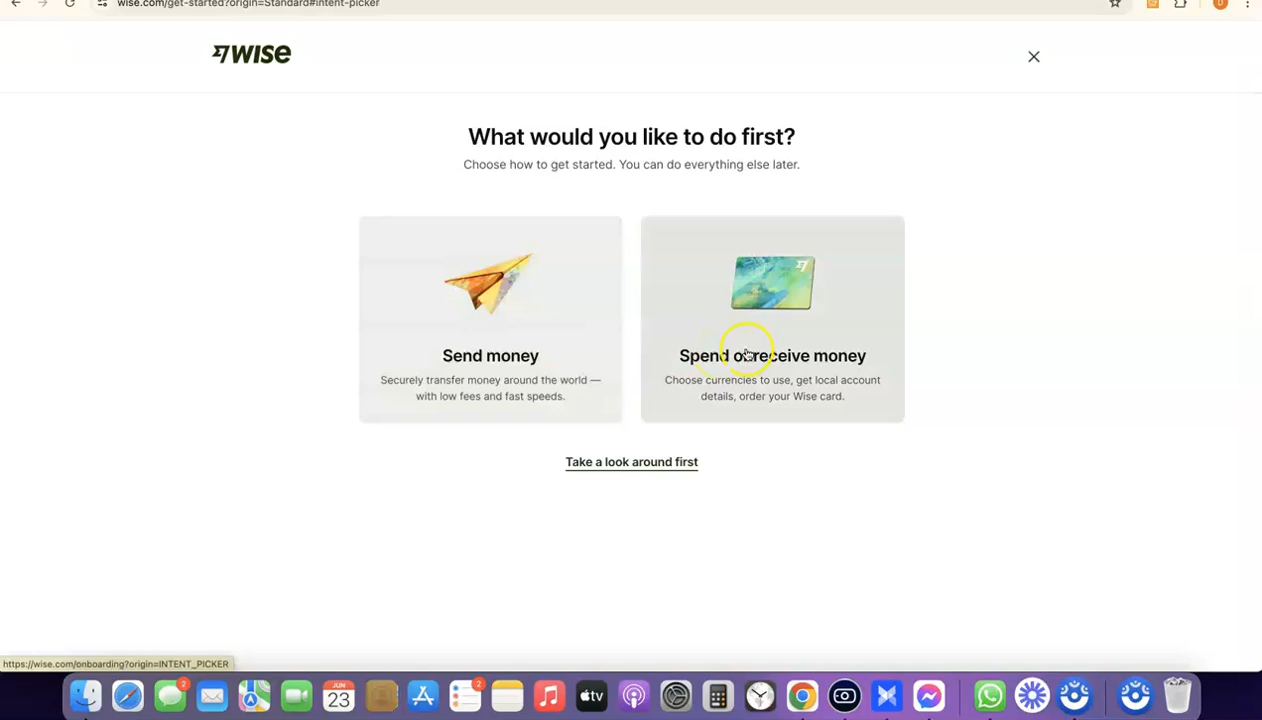 wise.com/get-started?origin=Standard#intent-picker
WISE
What would you like to do first?
Choose how to get started. You can do everything else later.
Send money
Securely transfer money around the world —
with low fees and fast speeds.
Spend or receive money
Choose currencies to use, get local account
details, order your Wise card.
Take a look around first
https://wise.com/onboarding?origin=INTENT_PICKER
2
JUN
23
2
tv